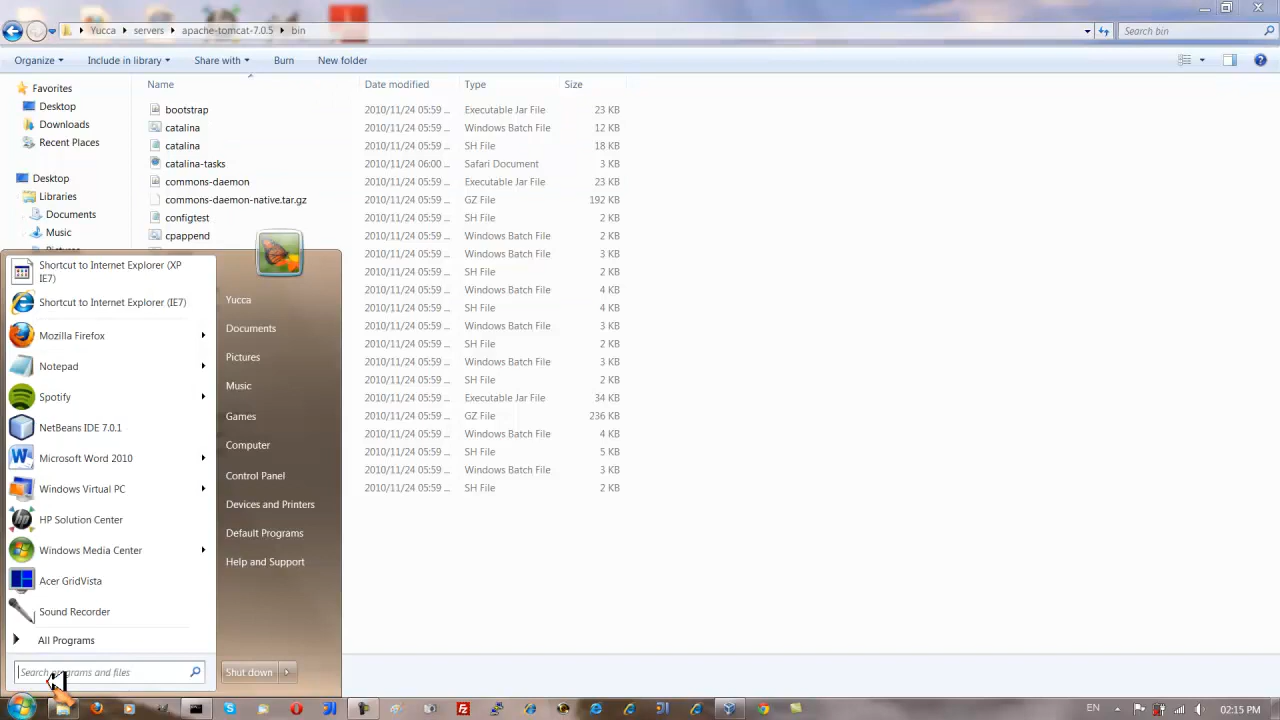 Yucca servers apache-tomcat-7.0.5 bin Search bin
Organize Include in library Share with Burn New folder
Name Date modified Type Size
Favorites
Desktop
Downloads
Recent Places
Desktop
Libraries
Documents
Music
bootstrap 2010/11/24 05:59 ... Executable Jar File 23 KB
catalina 2010/11/24 05:59 ... Windows Batch File 12 KB
catalina 2010/11/24 05:59 ... SH File 18 KB
catalina-tasks 2010/11/24 06:00 ... Safari Document 3 KB
commons-daemon 2010/11/24 05:59 ... Executable Jar File 23 KB
commons-daemon-native.tar.gz 2010/11/24 05:59 ... GZ File 192 KB
configtest 2010/11/24 05:59 ... SH File 2 KB
cpappend 2010/11/24 05:59 ... Windows Batch File 2 KB
2010/11/24 05:59 ... Windows Batch File 3 KB
2010/11/24 05:59 ... SH File 2 KB
2010/11/24 05:59 ... Windows Batch File 4 KB
2010/11/24 05:59 ... SH File 4 KB
2010/11/24 05:59 ... Windows Batch File 3 KB
2010/11/24 05:59 ... SH File 2 KB
2010/11/24 05:59 ... Windows Batch File 3 KB
2010/11/24 05:59 ... SH File 2 KB
2010/11/24 05:59 ... Executable Jar File 34 KB
2010/11/24 05:59 ... GZ File 236 KB
2010/11/24 05:59 ... Windows Batch File 4 KB
2010/11/24 05:59 ... SH File 5 KB
2010/11/24 05:59 ... Windows Batch File 3 KB
2010/11/24 05:59 ... SH File 2 KB
Shortcut to Internet Explorer (XP
IE7)
Shortcut to Internet Explorer (IE7)
Mozilla Firefox
Notepad
Spotify
NetBeans IDE 7.0.1
Microsoft Word 2010
Windows Virtual PC
HP Solution Center
Windows Media Center
Acer GridVista
Sound Recorder
All Programs
Search programs and files
Yucca
Documents
Pictures
Music
Games
Computer
Control Panel
Devices and Printers
Default Programs
Help and Support
Shut down
EN 02:15 PM